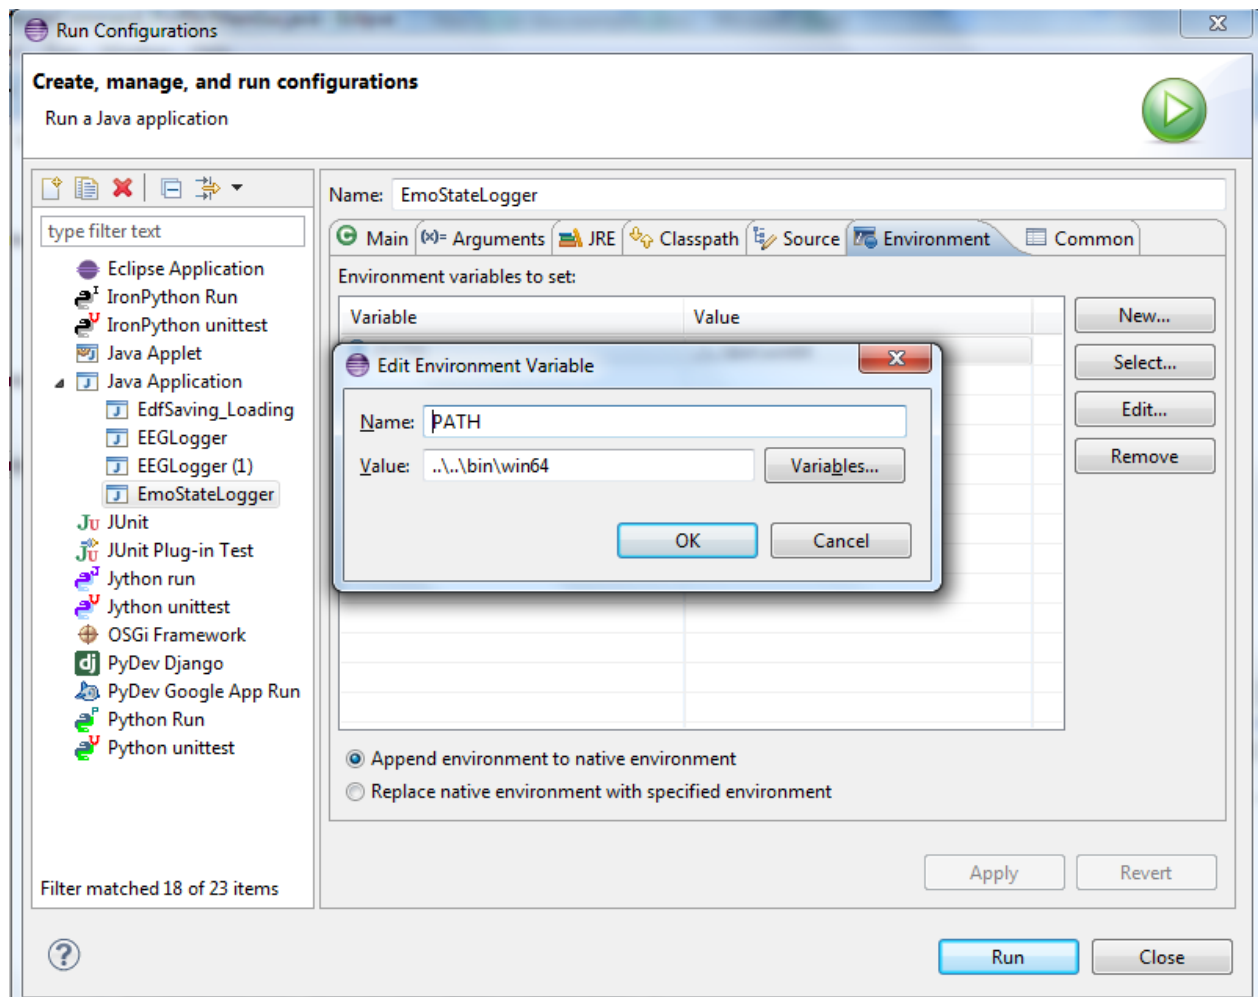 Run Configurations
Create, manage, and run configurations
Run a Java application
type filter text
Eclipse Application
IronPython Run
IronPython unittest
Java Applet
Java Application
EdfSaving_Loading
EEGLogger
EEGLogger (1)
EmoStateLogger
JUnit
JUnit Plug-in Test
Jython run
Jython unittest
OSGi Framework
PyDev Django
PyDev Google App Run
Python Run
Python unittest
Filter matched 18 of 23 items
Name: EmoStateLogger
Main (x)= Arguments JRE Classpath Source Environment Common
Environment variables to set:
Variable Value
New...
Select...
Edit...
Remove
Edit Environment Variable
Name: PATH
Value: ..\..\bin\win64 Variables...
OK Cancel
Append environment to native environment
Replace native environment with specified environment
Apply Revert
Run Close